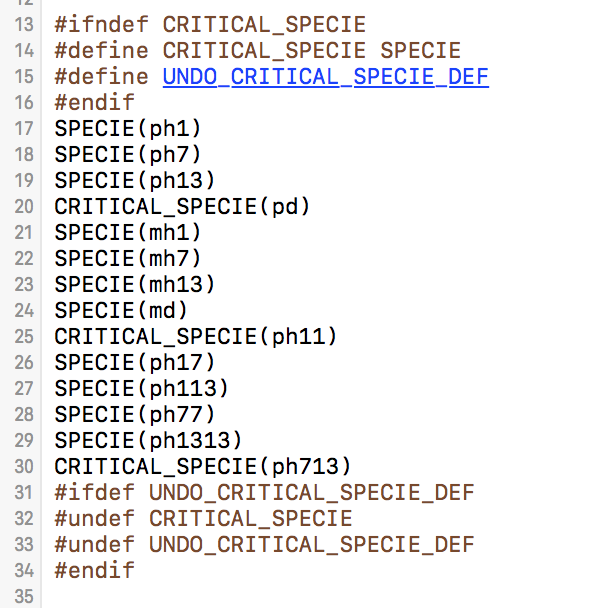 13 #ifndef CRITICAL_SPECIE
14 #define CRITICAL_SPECIE SPECIE
15 #define UNDO_CRITICAL_SPECIE_DEF
16 #endif
17 SPECIE(ph1)
18 SPECIE(ph7)
19 SPECIE(ph13)
20 CRITICAL_SPECIE(pd)
21 SPECIE(mh1)
22 SPECIE(mh7)
23 SPECIE(mh13)
24 SPECIE(md)
25 CRITICAL_SPECIE(ph11)
26 SPECIE(ph17)
27 SPECIE(ph113)
28 SPECIE(ph77)
29 SPECIE(ph1313)
30 CRITICAL_SPECIE(ph713)
31 #ifdef UNDO_CRITICAL_SPECIE_DEF
32 #undef CRITICAL_SPECIE
33 #undef UNDO_CRITICAL_SPECIE_DEF
34 #endif
35